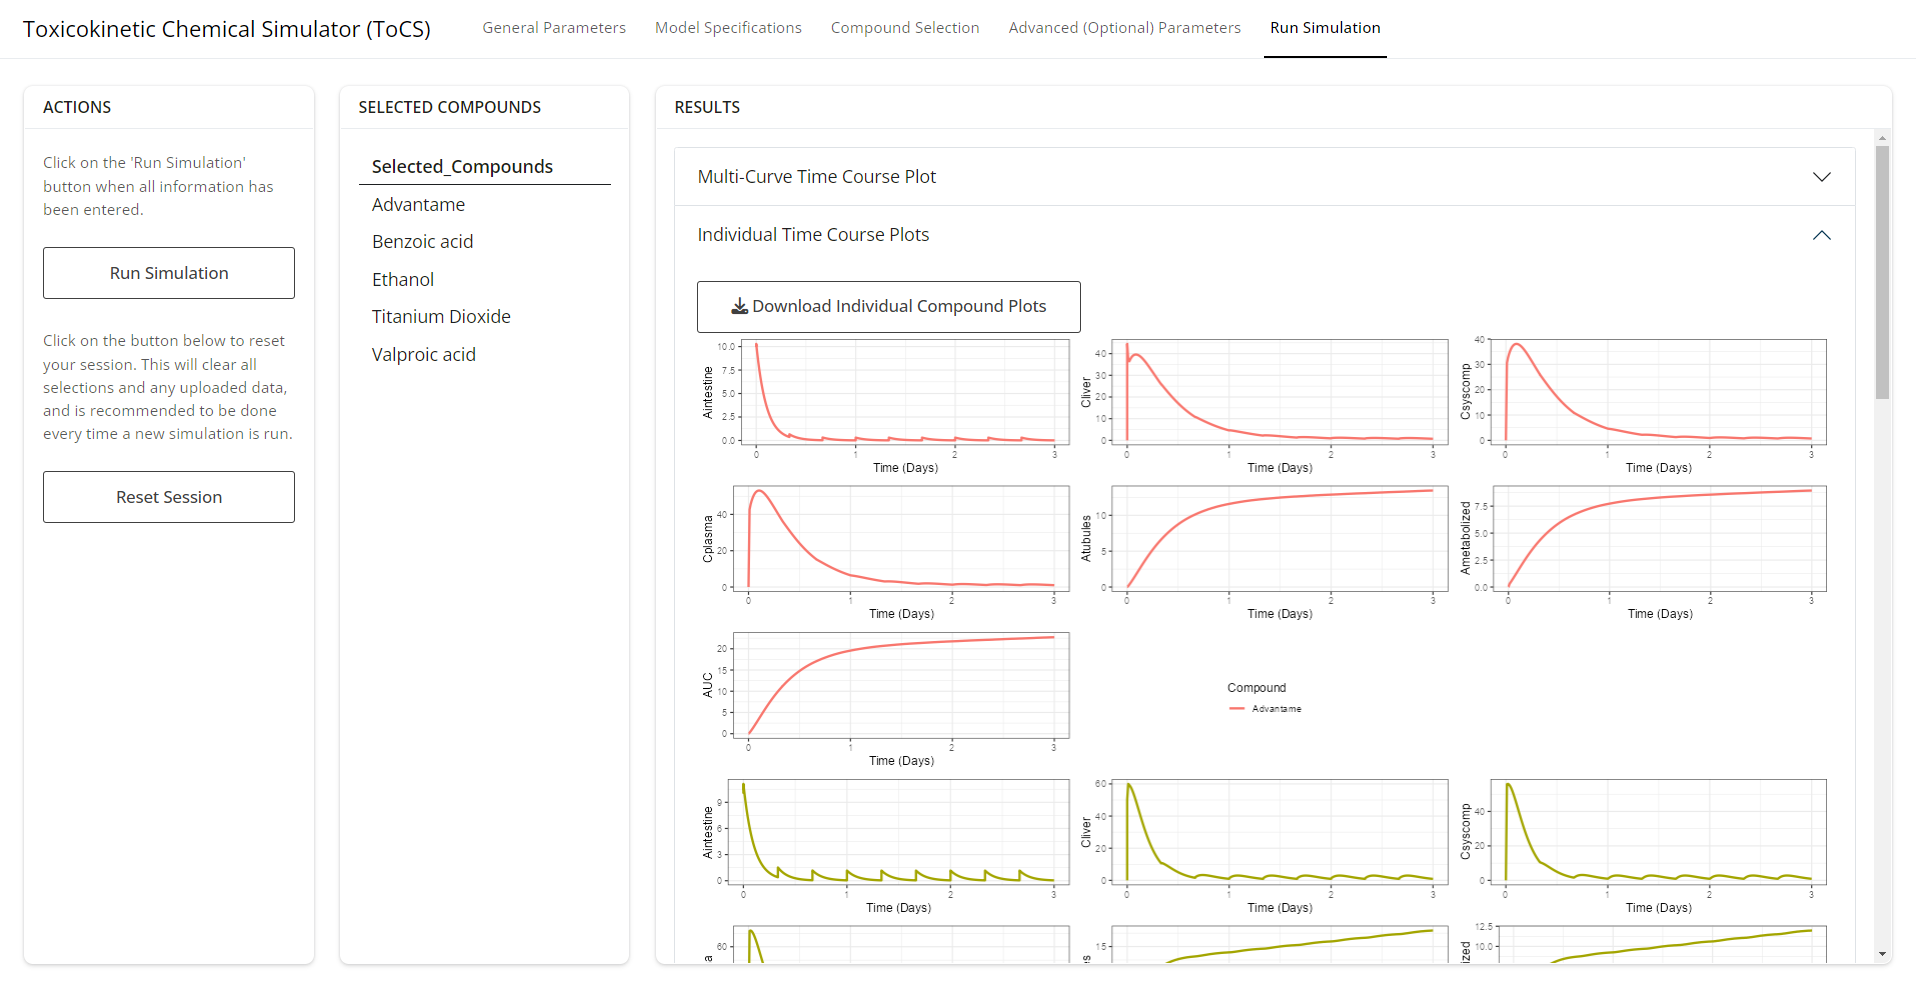 Toxicokinetic Chemical Simulator (ToCS)
General Parameters
Model Specifications
Compound Selection
Advanced (Optional) Parameters
Run Simulation
ACTIONS
Click on the 'Run Simulation'
button when all information has
been entered.
Run Simulation
Click on the button below to reset
your session. This will clear all
selections and any uploaded data,
and is recommended to be done
every time a new simulation is run.
Reset Session
SELECTED COMPOUNDS
Selected_Compounds
Advantame
Benzoic acid
Ethanol
Titanium Dioxide
Valproic acid
RESULTS
Multi-Curve Time Course Plot
Individual Time Course Plots
Download Individual Compound Plots
Aintestine
10.0
7.5
5.0
2.5
0.0
0 1 2 3
Time (Days)
Cliver
40
30
20
10
0
0 1 2 3
Time (Days)
Csyscomp
40
30
20
10
0
0 1 2 3
Time (Days)
Cplasma
40
20
0
0 1 2 3
Time (Days)
Atubules
10
5
0
0 1 2 3
Time (Days)
Ametabolized
7.5
5.0
2.5
0.0
0 1 2 3
Time (Days)
AUC
20
15
10
5
0
0 1 2 3
Time (Days)
Compound
Advantame
Aintestine
9
6
3
0
0 1 2 3
Time (Days)
Cliver
60
40
20
0
0 1 2 3
Time (Days)
Csyscomp
40
20
0
0 1 2 3
Time (Days)
a
60
es
15
ized
12.5
10.0